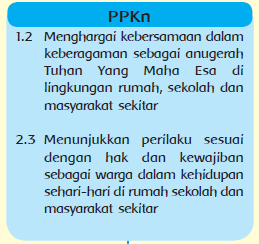 PPKn
1.2 Menghargai kebersamaan dalam
keberagaman sebagai anugerah
Tuhan Yang Maha Esa di
lingkungan rumah, sekolah dan
masyarakat sekitar
2.3 Menunjukkan perilaku sesuai
dengan hak dan kewajiban
sebagai warga dalam kehidupan
sehari-hari di rumah sekolah dan
masyarakat sekitar